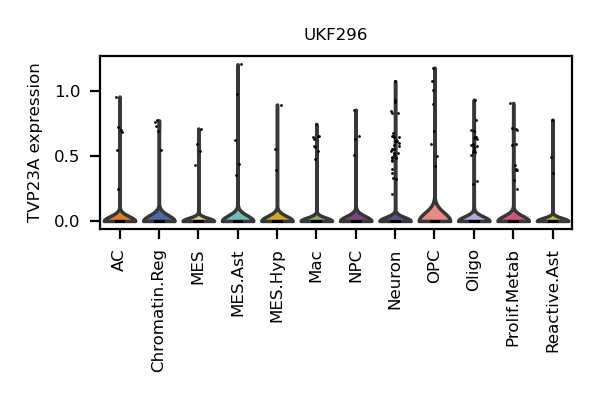 UKF296
TVP23A expression
1.0
0.5
0.0
AC
Chromatin.Reg
MES
MES.Ast
MES.Hyp
Mac
NPC
Neuron
OPC
Oligo
Prolif.Metab
Reactive.Ast